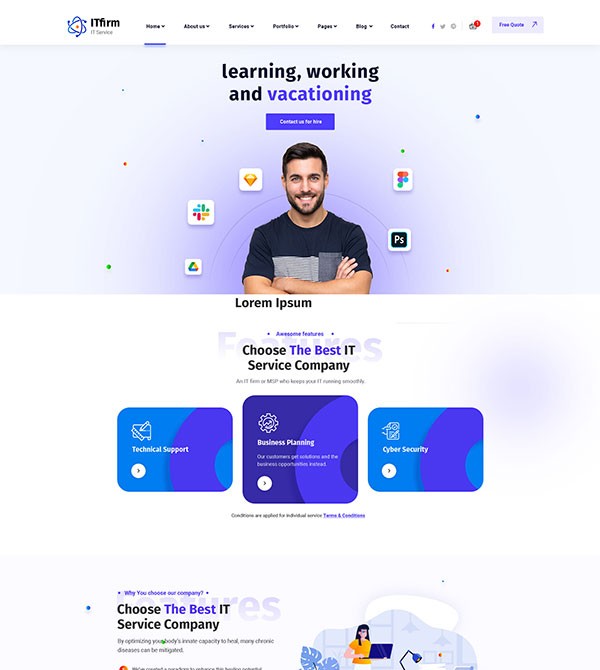 ITfirm
IT Service
Home
About us
Services
Portfolio
Pages
Blog
Contact
1
Free Quote
learning, working
and vacationing
Contact us for hire
Ps
Lorem Ipsum
Features
Awesome features
Choose The Best IT
Service Company
An IT firm or MSP who keeps your IT running smoothly.
Technical Support
Business Planning
Our customers get solutions and the
business opportunities instead.
Cyber Security
Conditions are applied for individual service Terms & Conditions
Features
Why You choose our company?
Choose The Best IT
Service Company
By optimizing your body's innate capacity to heal, many chronic
diseases can be mitigated.